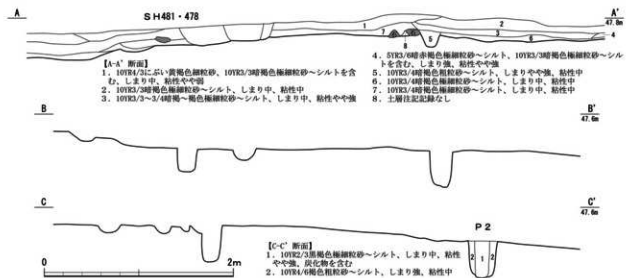 A
SH481・478
A'
47.8m
1
2
3
4
5
6
7
8
【A-A' 断面】
1．10YR4/3にぶい黄褐色極細粒砂、10YR3/3暗褐色極細粒砂～シルトを含
む、しまり中、粘性やや弱
2．10YR3/3暗褐色極細粒砂～シルト、しまり中、粘性中
3．10YR3/3～3/4暗褐～褐色極細粒砂～シルト、しまり中、粘性やや強
4．5YR3/6暗赤褐色極細粒砂～シルト、10YR3/3暗褐色極細粒砂～シル
トを含む、しまり強、粘性やや強
5．10YR3/4暗褐色粗粒砂～シルト、しまりやや強、粘性中
6．10YR3/4暗褐色極細粒砂～シルト、しまり中、粘性中
7．10YR3/4暗褐色極細粒砂～シルト、しまり中、粘性中
8．土層注記記録なし
B
B'
47.6m
C
C'
47.6m
P2
2 1 2
【C-C' 断面】
1．10YR2/3黒褐色極細粒砂～シルト、しまり中、粘性
やや強、炭化物を含む
2．10YR4/6褐色粗粒砂～シルト、しまり強、粘性中
0
2m